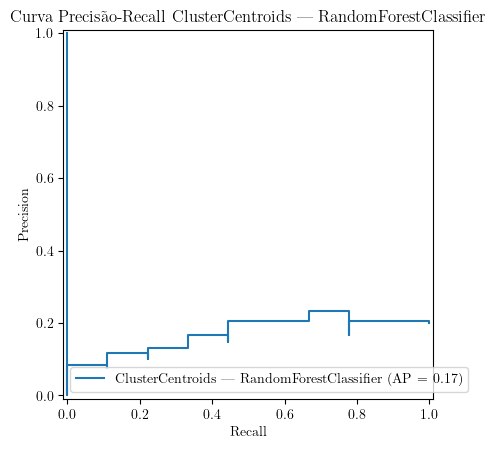 Curva Precisão-Recall ClusterCentroids — RandomForestClassifier
1.0
0.8
0.6
0.4
0.2
0.0
Precision
ClusterCentroids — RandomForestClassifier (AP = 0.17)
0.0 0.2 0.4 0.6 0.8 1.0
Recall